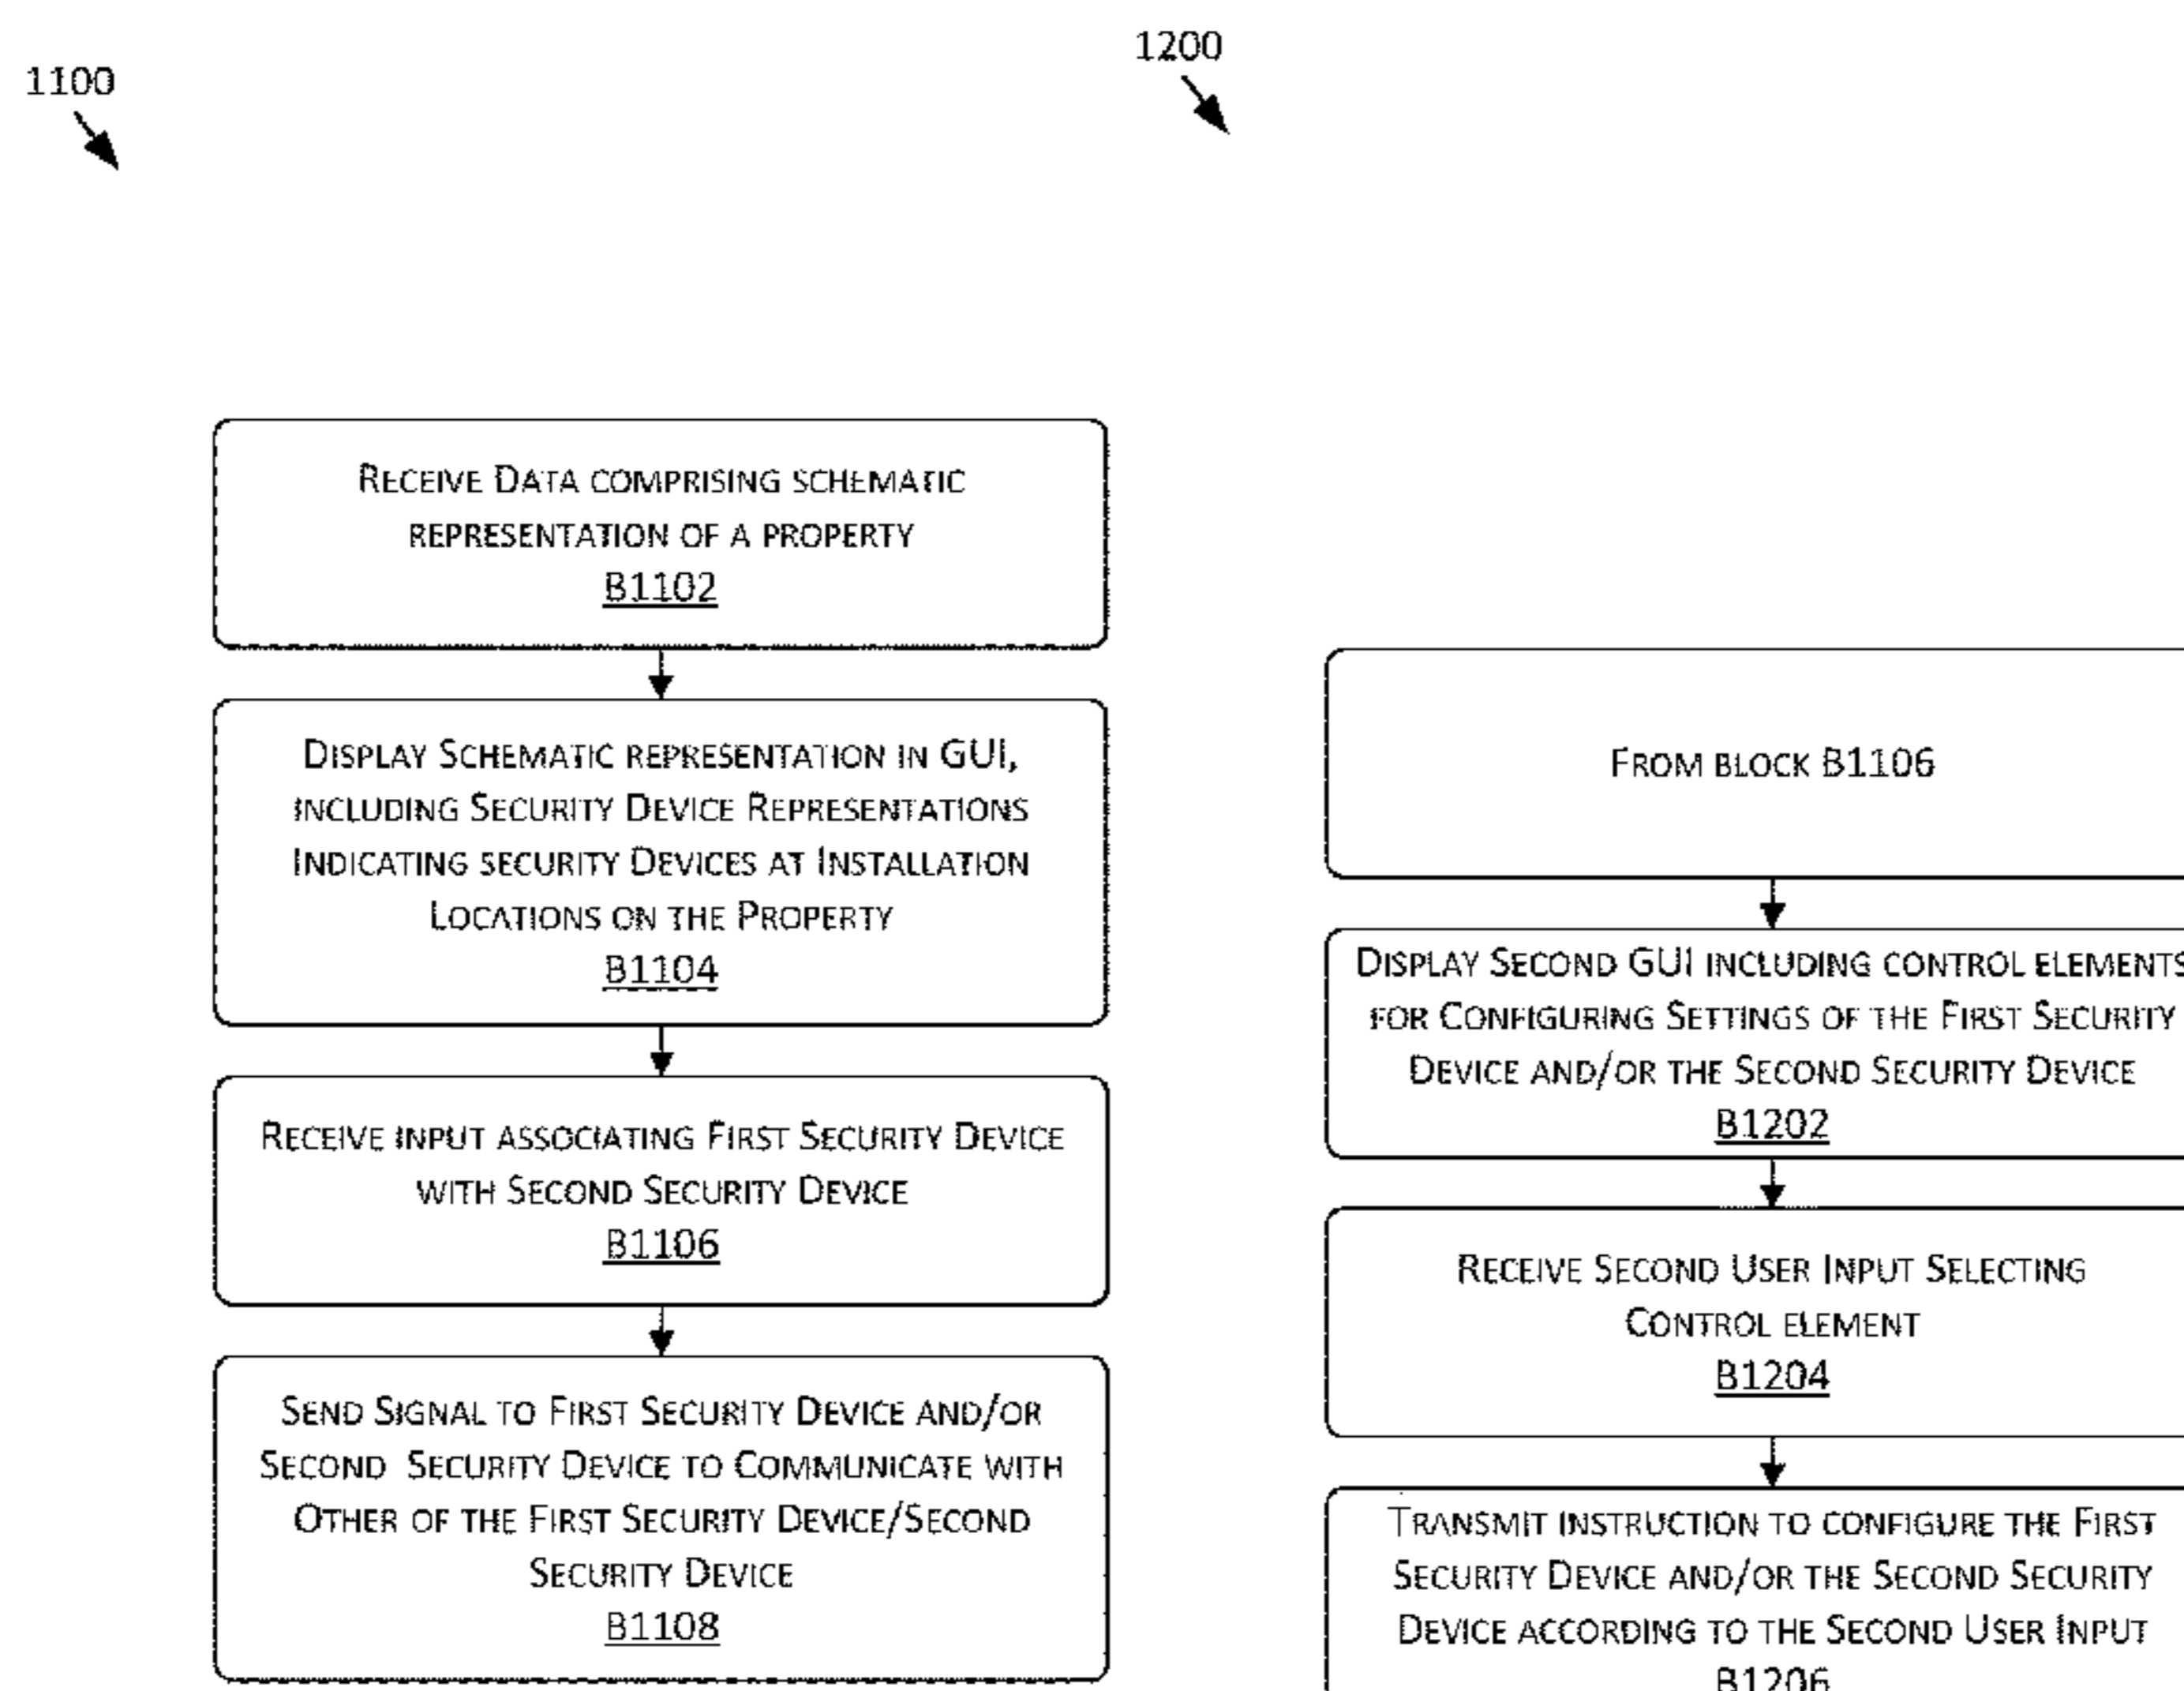 1100
RECEIVE DATA COMPRISING SCHEMATIC
REPRESENTATION OF A PROPERTY
B1102
DISPLAY SCHEMATIC REPRESENTATION IN GUI,
INCLUDING SECURITY DEVICE REPRESENTATIONS
INDICATING SECURITY DEVICES AT INSTALLATION
LOCATIONS ON THE PROPERTY
B1104
RECEIVE INPUT ASSOCIATING FIRST SECURITY DEVICE
WITH SECOND SECURITY DEVICE
B1106
SEND SIGNAL TO FIRST SECURITY DEVICE AND/OR
SECOND SECURITY DEVICE TO COMMUNICATE WITH
OTHER OF THE FIRST SECURITY DEVICE/SECOND
SECURITY DEVICE
B1108
1200
FROM BLOCK B1106
DISPLAY SECOND GUI INCLUDING CONTROL ELEMENTS
FOR CONFIGURING SETTINGS OF THE FIRST SECURITY
DEVICE AND/OR THE SECOND SECURITY DEVICE
B1202
RECEIVE SECOND USER INPUT SELECTING
CONTROL ELEMENT
B1204
TRANSMIT INSTRUCTION TO CONFIGURE THE FIRST
SECURITY DEVICE AND/OR THE SECOND SECURITY
DEVICE ACCORDING TO THE SECOND USER INPUT
B1206